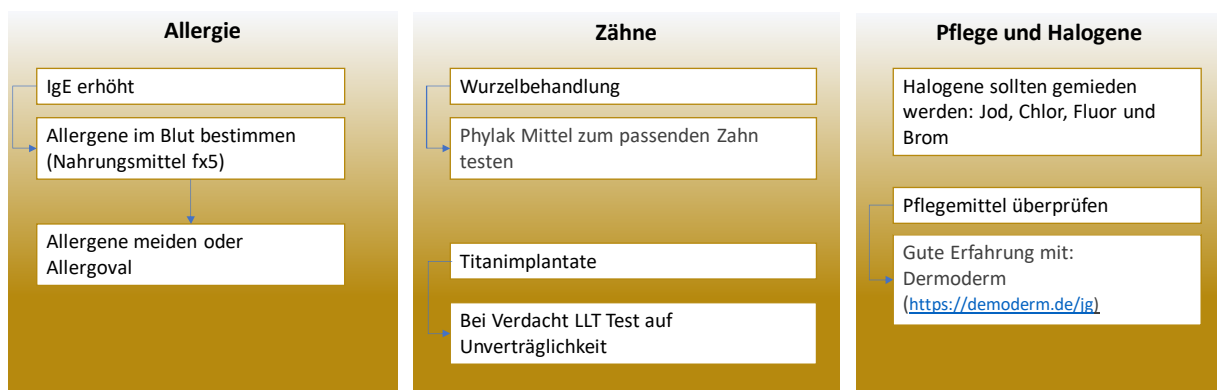 Allergie
IgE erhöht
Allergene im Blut bestimmen
(Nahrungsmittel fx5)
Allergene meiden oder
Allergoval
Zähne
Wurzelbehandlung
Phylak Mittel zum passenden Zahn
testen
Titanimplantate
Bei Verdacht LLT Test auf
Unverträglichkeit
Pflege und Halogene
Halogene sollten gemieden
werden: Jod, Chlor, Fluor und
Brom
Pflegemittel überprüfen
Gute Erfahrung mit:
Dermoderm
(https://demoderm.de/jg)